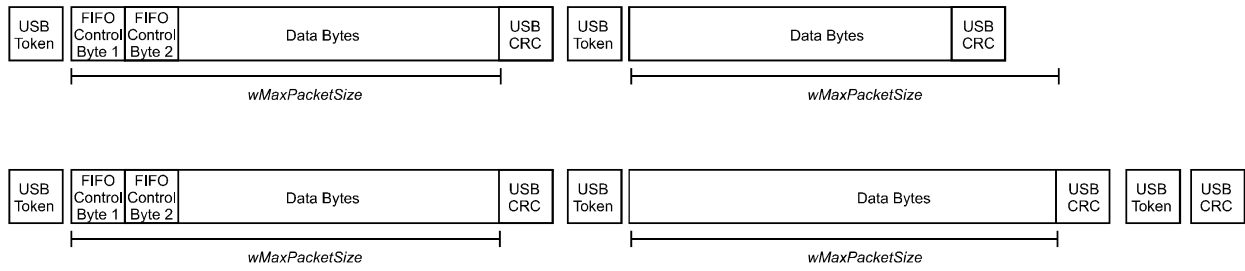 USB Token
FIFO Control Byte 1
FIFO Control Byte 2
Data Bytes
USB CRC
USB Token
Data Bytes
USB CRC
wMaxPacketSize
wMaxPacketSize
USB Token
FIFO Control Byte 1
FIFO Control Byte 2
Data Bytes
USB CRC
USB Token
Data Bytes
USB CRC
USB Token
USB CRC
wMaxPacketSize
wMaxPacketSize